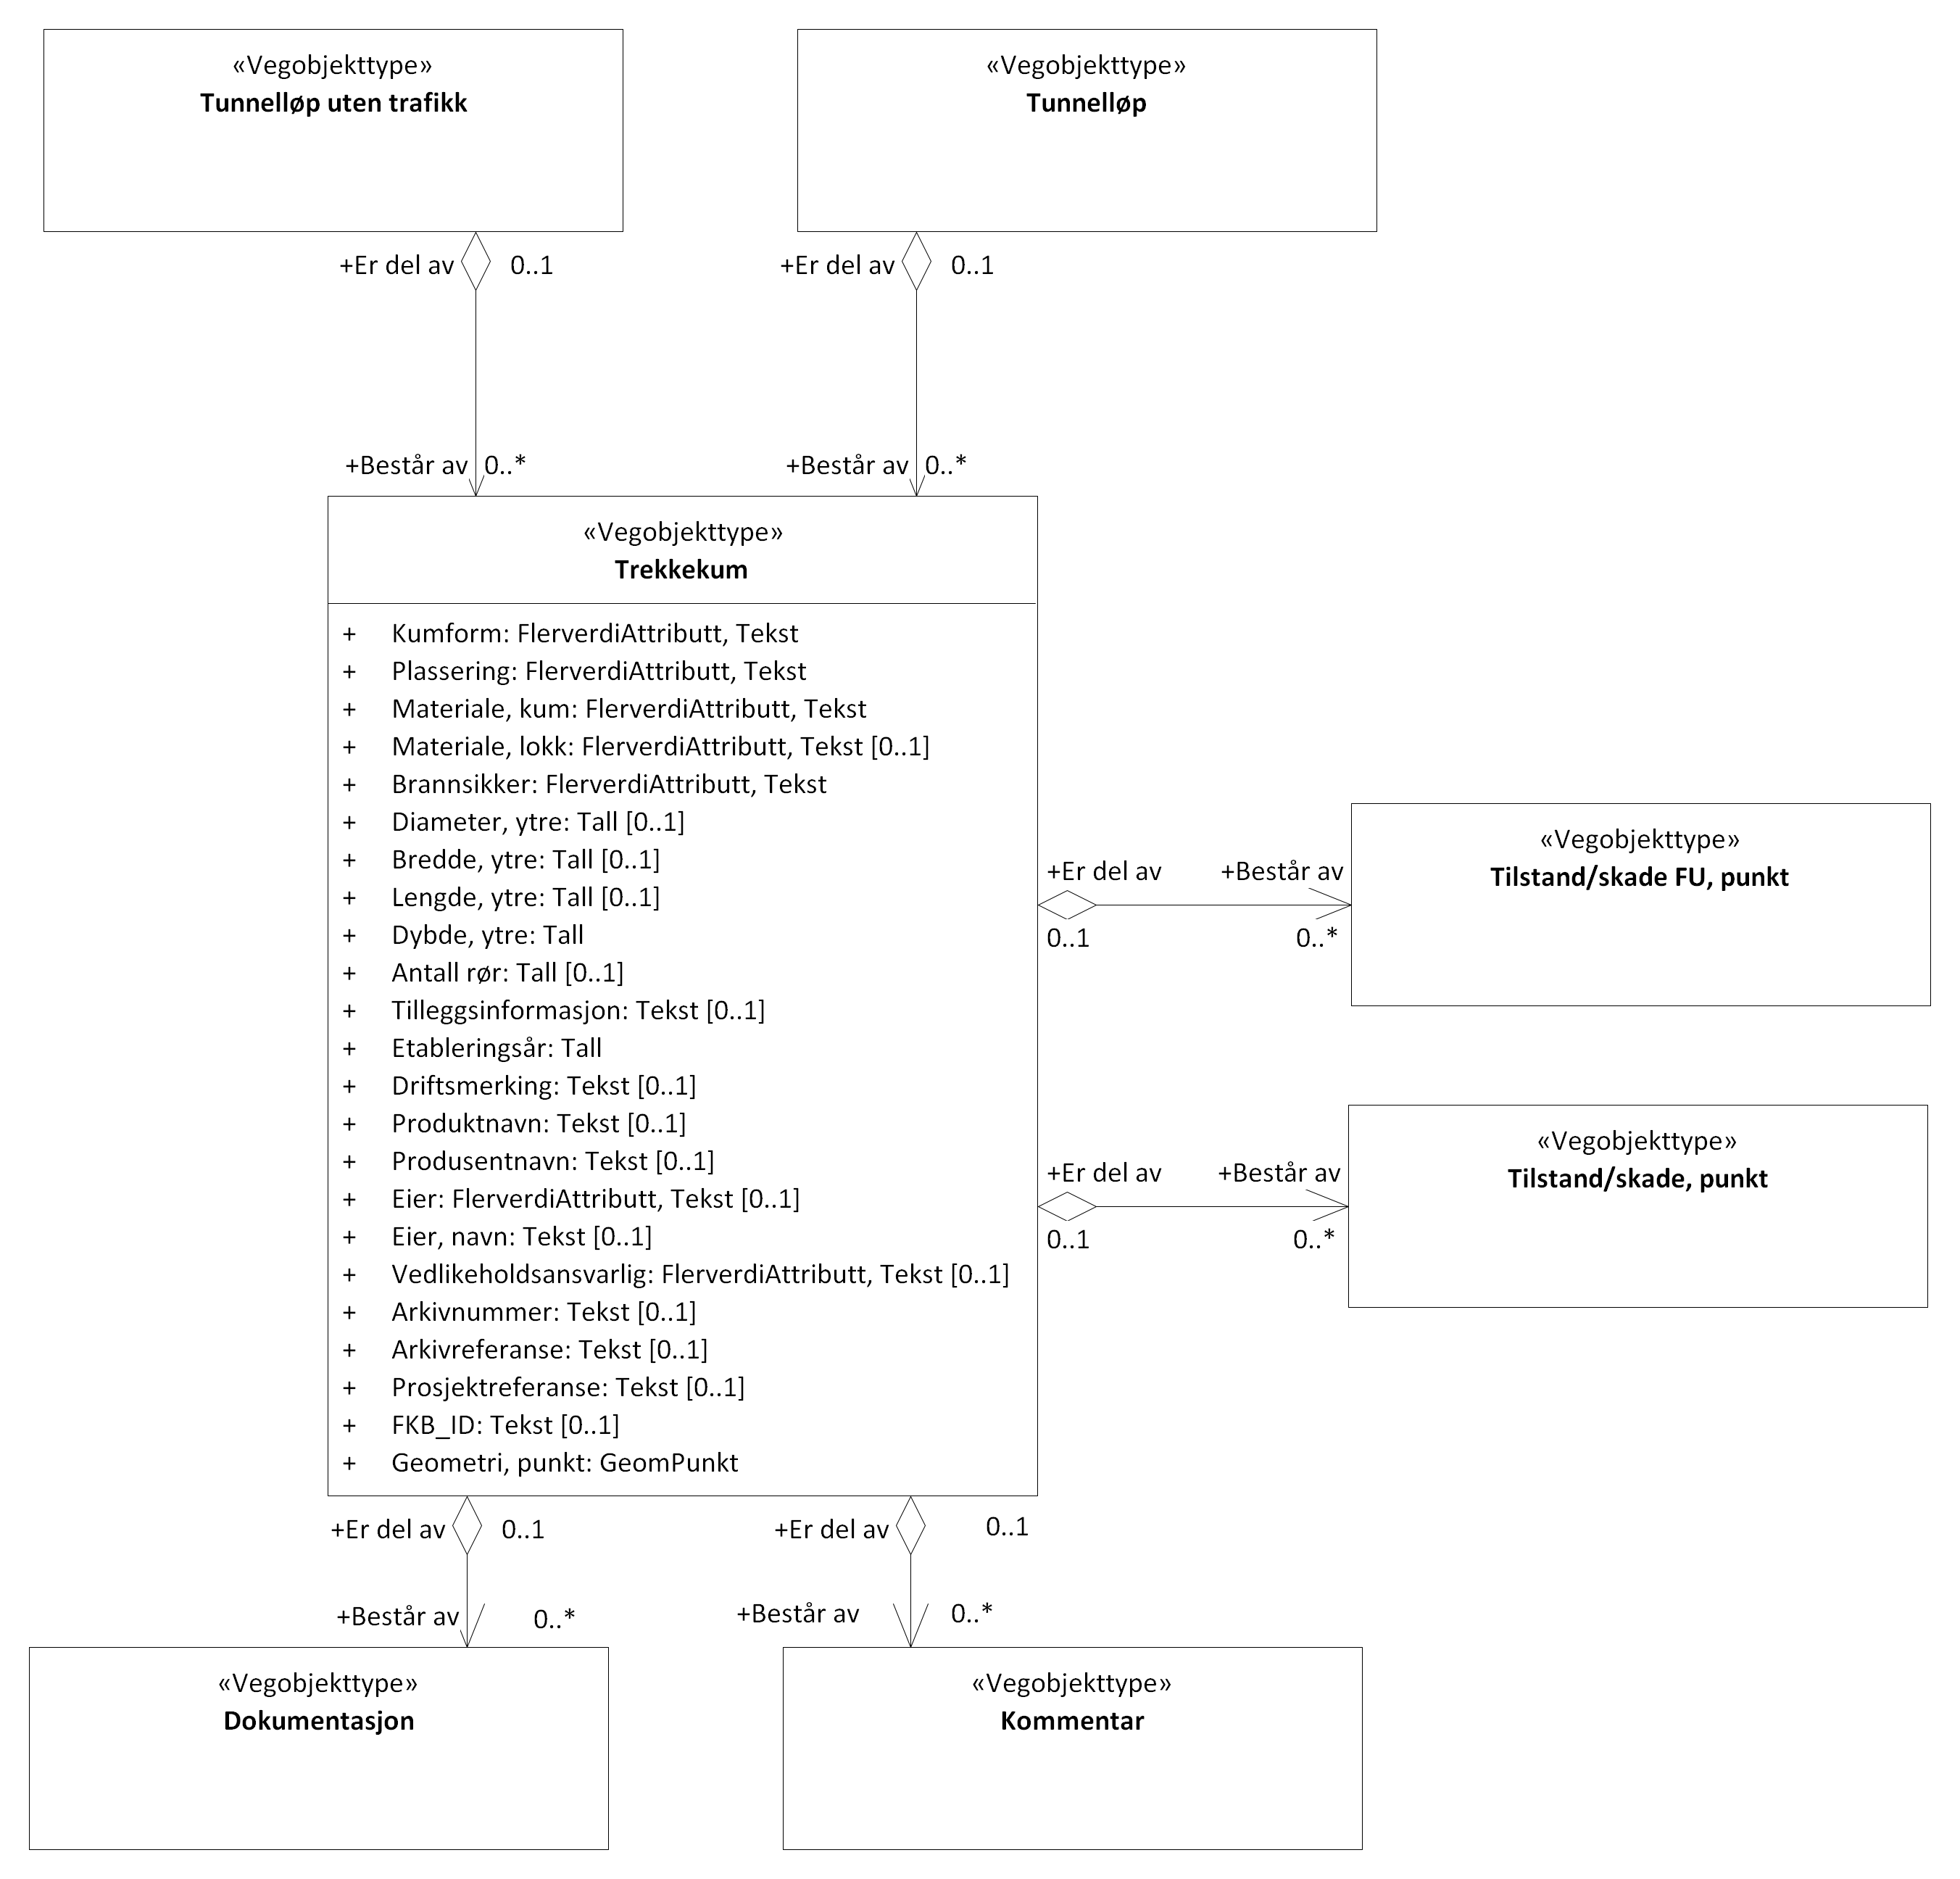 «Vegobjekttype»
Tunnelløp uten trafikk
«Vegobjekttype»
Tunnelløp
+Er del av 0..1
+Er del av 0..1
+Består av 0..*
+Består av 0..*
«Vegobjekttype»
Trekkekum
+ Kumform: FlerverdiAttributt, Tekst
+ Plassering: FlerverdiAttributt, Tekst
+ Materiale, kum: FlerverdiAttributt, Tekst
+ Materiale, lokk: FlerverdiAttributt, Tekst [0..1]
+ Brannsikker: FlerverdiAttributt, Tekst
+ Diameter, ytre: Tall [0..1]
+ Bredde, ytre: Tall [0..1]
+ Lengde, ytre: Tall [0..1]
+ Dybde, ytre: Tall
+ Antall rør: Tall [0..1]
+ Tilleggsinformasjon: Tekst [0..1]
+ Etableringsår: Tall
+ Driftsmerking: Tekst [0..1]
+ Produktnavn: Tekst [0..1]
+ Produsentnavn: Tekst [0..1]
+ Eier: FlerverdiAttributt, Tekst [0..1]
+ Eier, navn: Tekst [0..1]
+ Vedlikeholdsansvarlig: FlerverdiAttributt, Tekst [0..1]
+ Arkivnummer: Tekst [0..1]
+ Arkivreferanse: Tekst [0..1]
+ Prosjektreferanse: Tekst [0..1]
+ FKB_ID: Tekst [0..1]
+ Geometri, punkt: GeomPunkt
+Er del av +Består av
0..1 0..*
«Vegobjekttype»
Tilstand/skade FU, punkt
+Er del av +Består av
0..1 0..*
«Vegobjekttype»
Tilstand/skade, punkt
+Er del av 0..1
+Er del av 0..1
+Består av 0..*
+Består av 0..*
«Vegobjekttype»
Dokumentasjon
«Vegobjekttype»
Kommentar